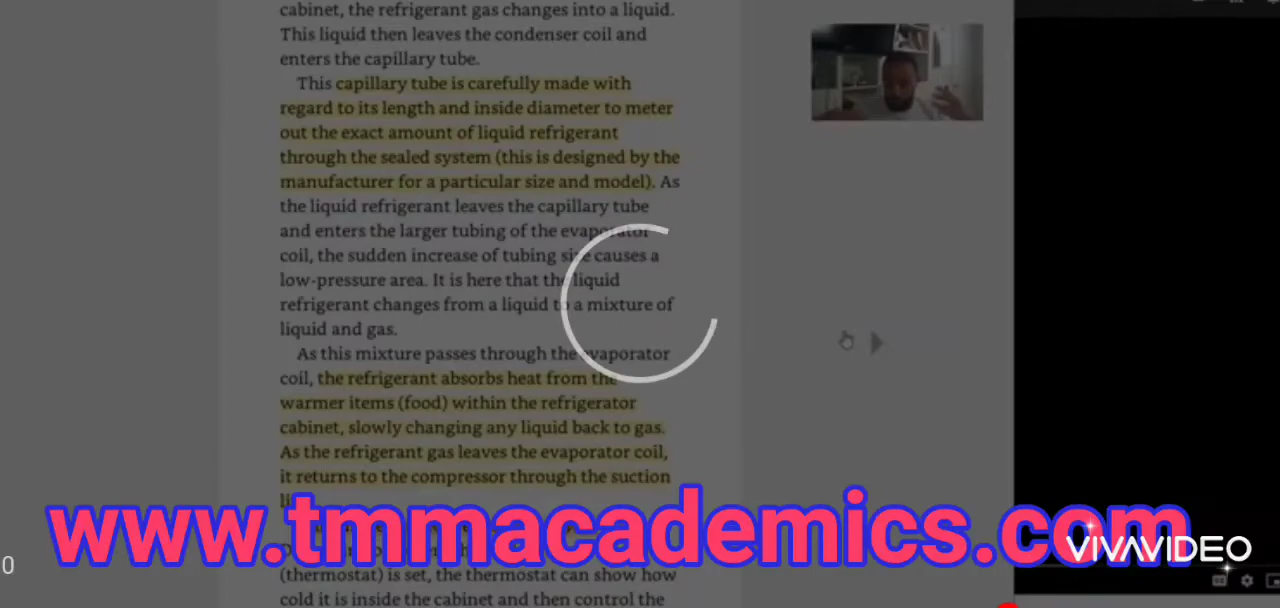 cabinet, the refrigerant gas changes into a liquid.
This liquid then leaves the condenser coil and
enters the capillary tube.
This capillary tube is carefully made with
regard to its length and inside diameter to meter
out the exact amount of liquid refrigerant
through the sealed system (this is designed by the
manufacturer for a particular size and model). As
the liquid refrigerant leaves the capillary tube
and enters the larger tubing of the evaporator
coil, the sudden increase of tubing size causes a
low-pressure area. It is here that the liquid
refrigerant changes from a liquid to a mixture of
liquid and gas.
As this mixture passes through the evaporator
coil, the refrigerant absorbs heat from the
warmer items (food) within the refrigerator
cabinet, slowly changing any liquid back to gas.
As the refrigerant gas leaves the evaporator coil,
it returns to the compressor through the suction
www.tmmacademics.com
VIVAVIDEO
0
(thermostat) is set, the thermostat can show how
cold it is inside the cabinet and then control the